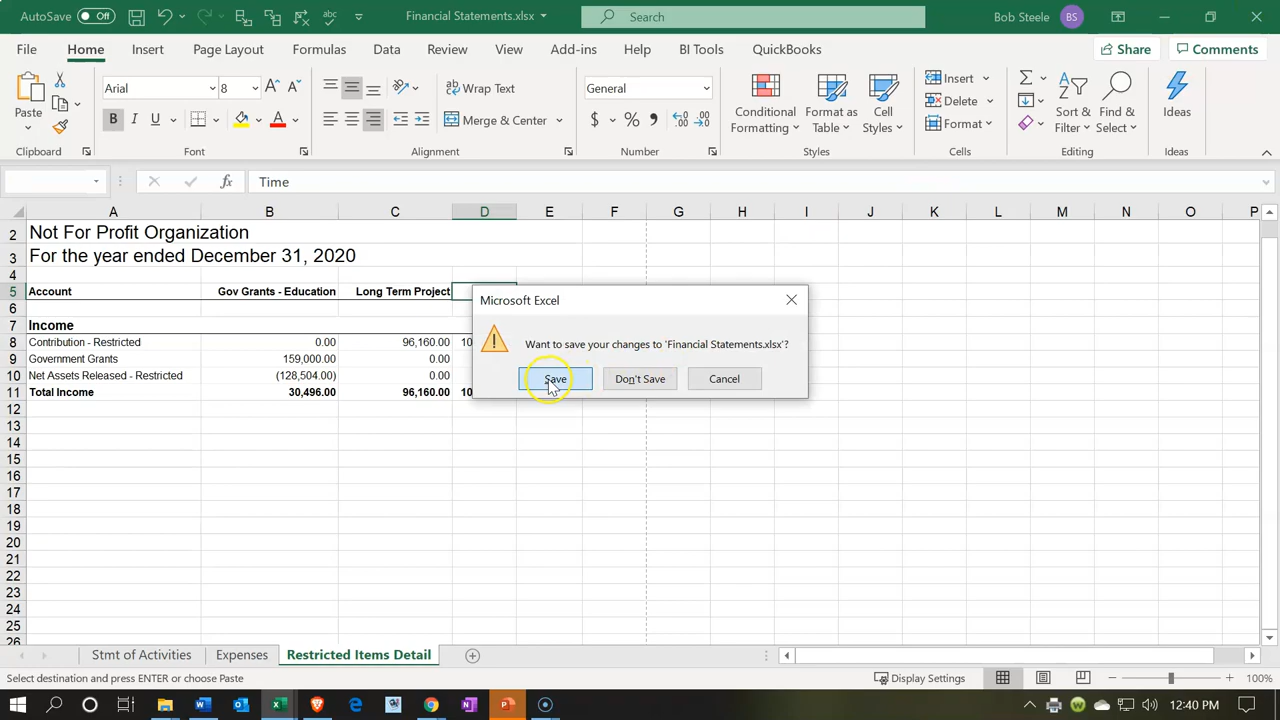 AutoSave Off Financial Statements.xlsx Search Bob Steele BS
File Home Insert Page Layout Formulas Data Review View Add-ins Help BI Tools QuickBooks Share Comments
Paste
Clipboard
Arial 8
B I U A
Font
Wrap Text
Merge & Center
Alignment
General
$ % 9
Number
Conditional Formatting
Format as Table
Cell Styles
Styles
Insert
Delete
Format
Cells
Sort & Filter
Find & Select
Editing
Ideas
Ideas
fx Time
A B C D E F G H I J K L M N O P
2 Not For Profit Organization
3 For the year ended December 31, 2020
4
5 Account Gov Grants - Education Long Term Project
6
7 Income
8 Contribution - Restricted 0.00 96,160.00 10
9 Government Grants 159,000.00 0.00
10 Net Assets Released - Restricted (128,504.00) 0.00
11 Total Income 30,496.00 96,160.00 10
12
13
14
15
16
17
18
19
20
21
22
23
24
25
26
Microsoft Excel
Want to save your changes to 'Financial Statements.xlsx'?
Save Don't Save Cancel
Stmt of Activities Expenses Restricted Items Detail
Select destination and press ENTER or choose Paste Display Settings 100%
12:40 PM